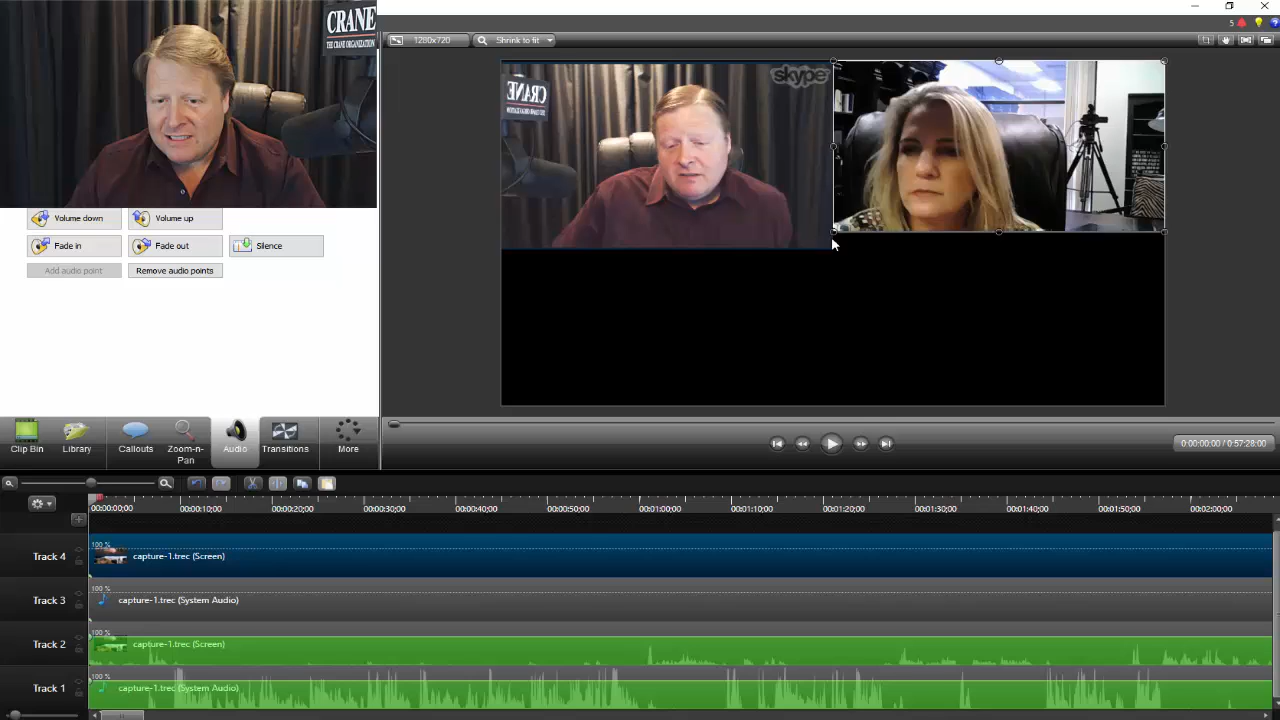 CRANE
THE CRANE ORGANIZATION
5
1280x720
Shrink to fit
CRANE
skype
Volume down
Volume up
Fade in
Fade out
Silence
Add audio point
Remove audio points
Clip Bin
Library
Callouts
Zoom-n-Pan
Audio
Transitions
More
0:00:00;00 / 0:57:28:00
00:00:00;00
00:00:10;00
00:00:20;00
00:00:30;00
00:00:40;00
00:00:50;00
00:01:00;00
00:01:10;00
00:01:20;00
00:01:30;00
00:01:40;00
00:01:50;00
00:02:00;00
Track 4
100 %
capture-1.trec (Screen)
Track 3
100 %
capture-1.trec (System Audio)
Track 2
100 %
capture-1.trec (Screen)
Track 1
100 %
capture-1.trec (System Audio)